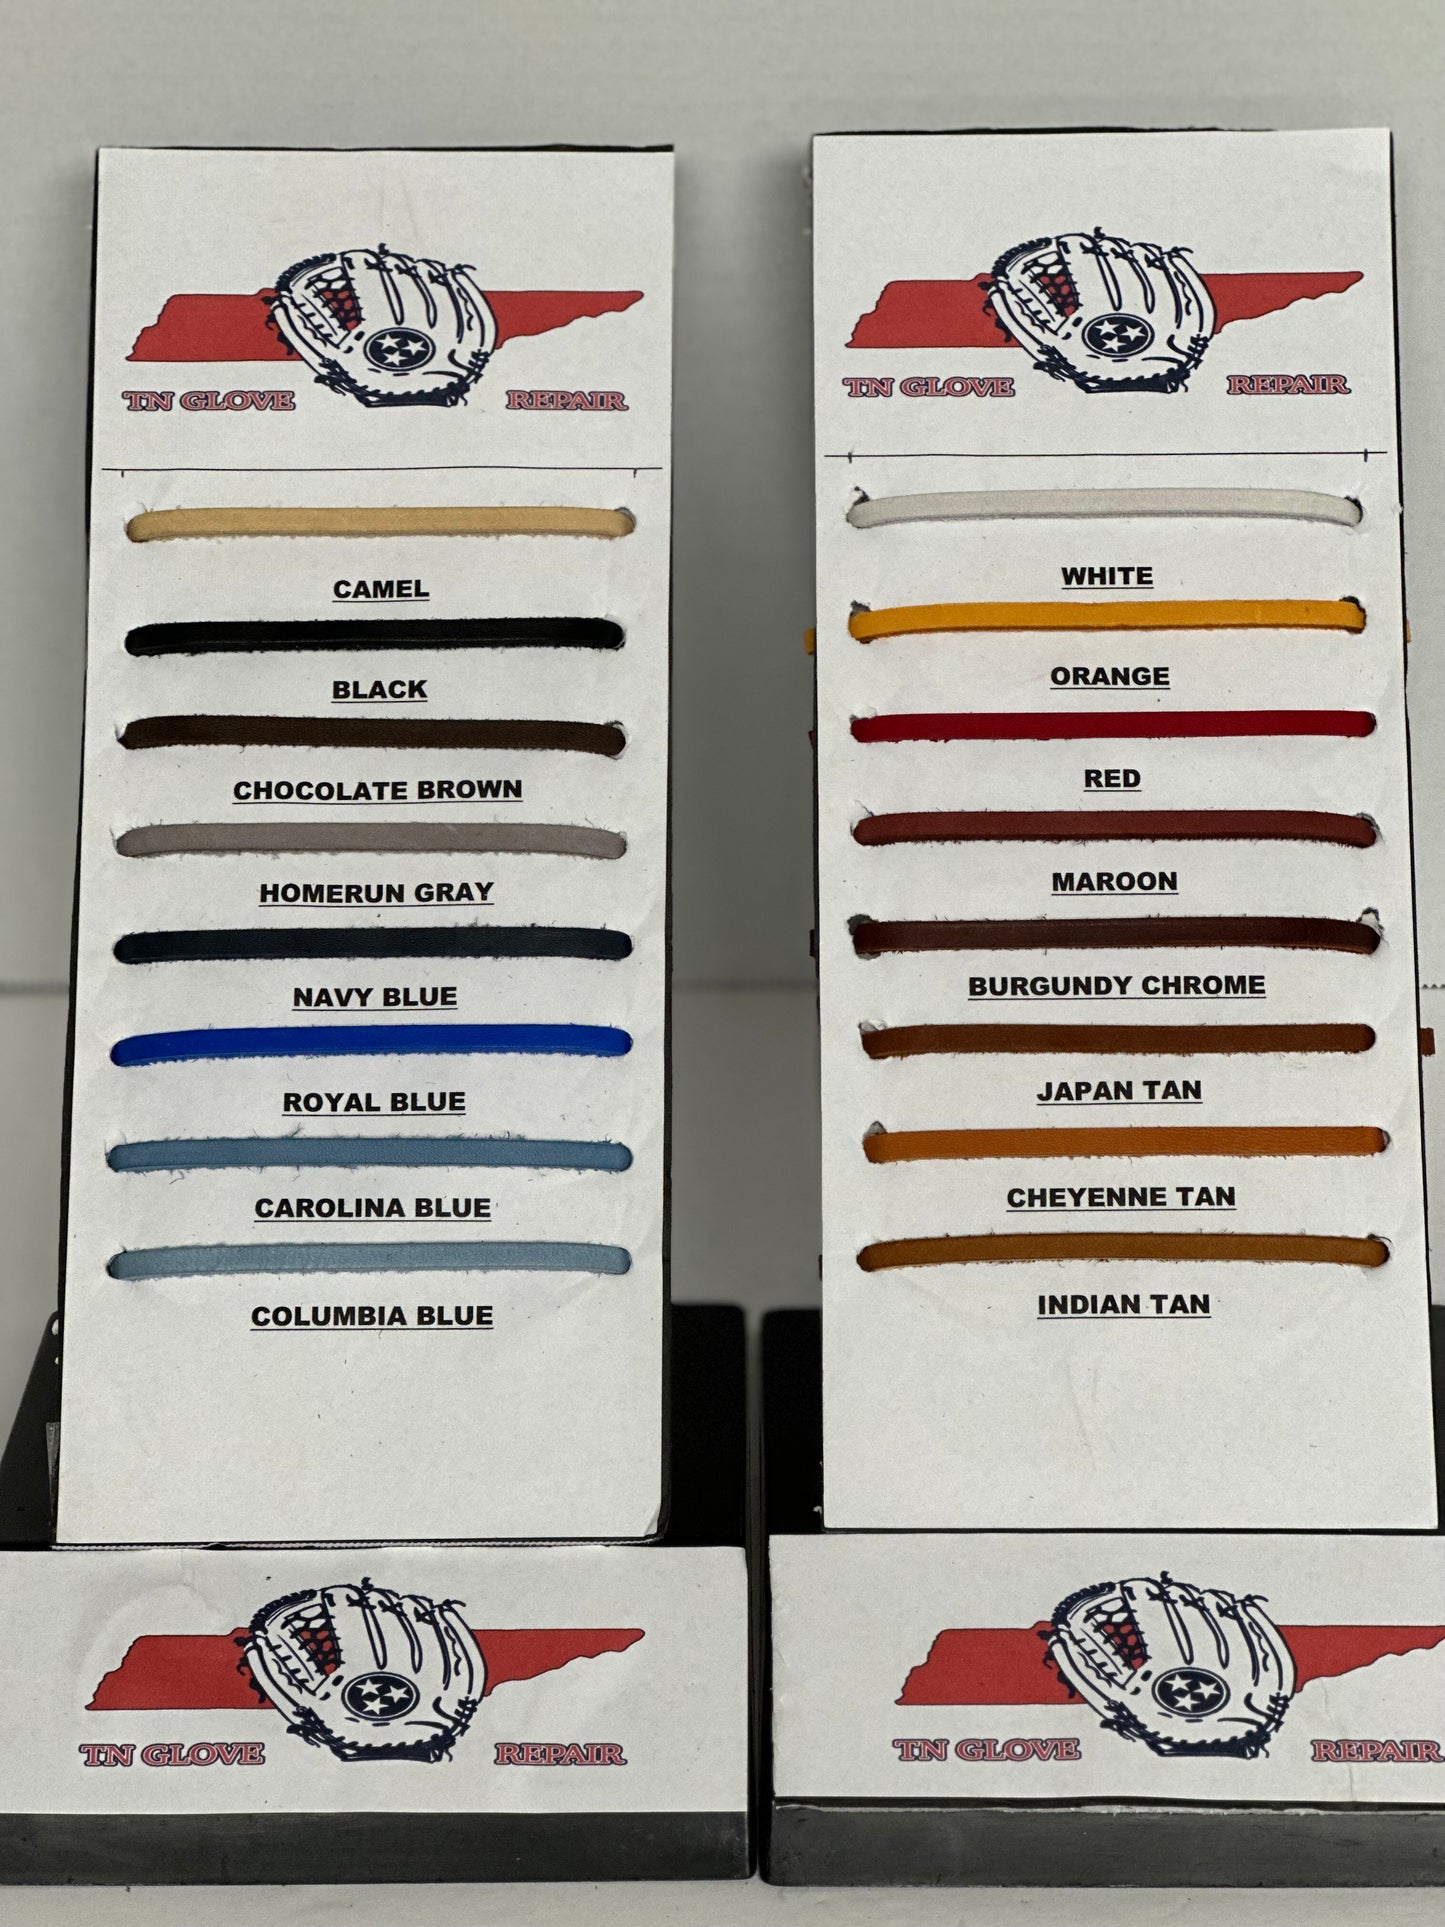 TN GLOVE REPAIR
CAMEL
BLACK
CHOCOLATE BROWN
HOMERUN GRAY
NAVY BLUE
ROYAL BLUE
CAROLINA BLUE
COLUMBIA BLUE
TN GLOVE REPAIR
TN GLOVE REPAIR
WHITE
ORANGE
RED
MAROON
BURGUNDY CHROME
JAPAN TAN
CHEYENNE TAN
INDIAN TAN
TN GLOVE REPAIR